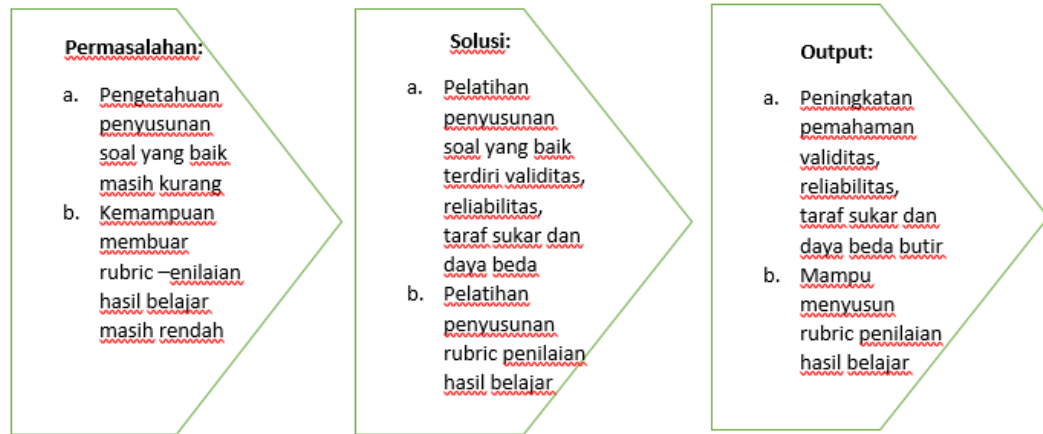 Permasalahan:
a. Pengetahuan
penyusunan
soal yang baik
masih kurang
b. Kemampuan
membuar
rubric –enilaian
hasil belajar
masih rendah
Solusi:
a. Pelatihan
penyusunan
soal yang baik
terdiri validitas,
reliabilitas,
taraf sukar dan
daya beda
b. Pelatihan
penyusunan
rubric penilaian
hasil belajar
Output:
a. Peningkatan
pemahaman
validitas,
reliabilitas,
taraf sukar dan
daya beda butir
b. Mampu
menyusun
rubric penilaian
hasil belajar